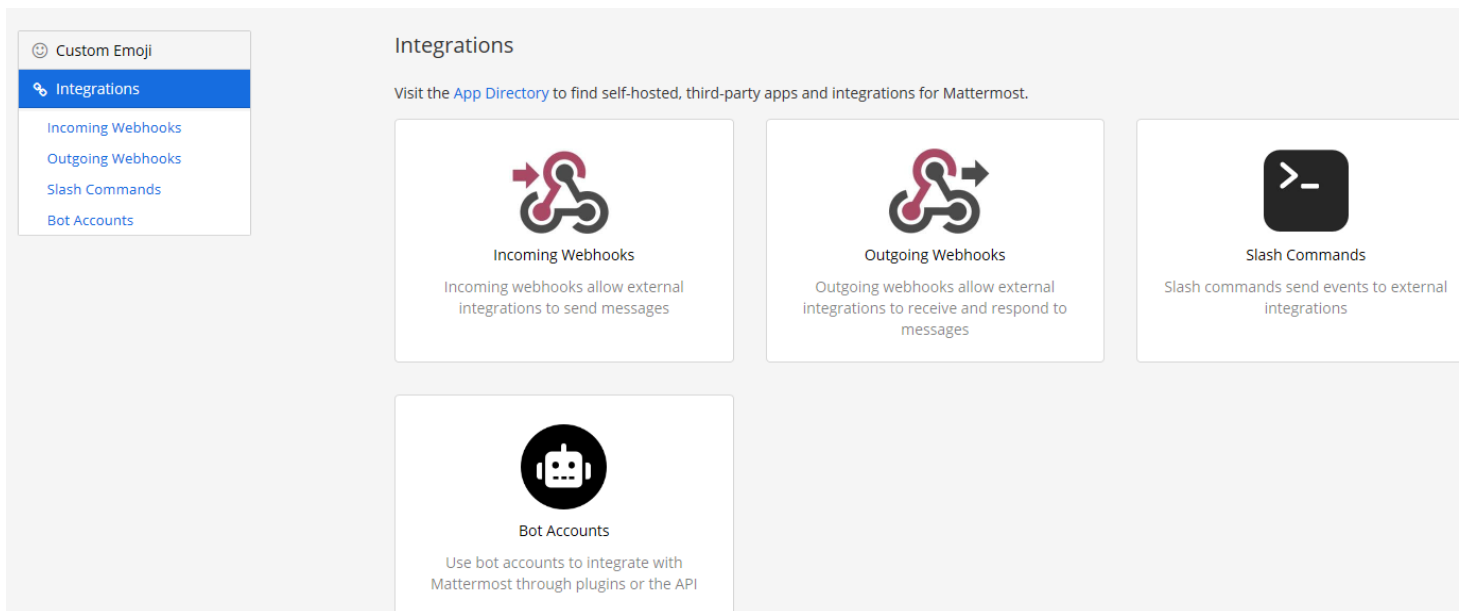 Custom Emoji
Integrations
Incoming Webhooks
Outgoing Webhooks
Slash Commands
Bot Accounts
Integrations
Visit the App Directory to find self-hosted, third-party apps and integrations for Mattermost.
Incoming Webhooks
Incoming webhooks allow external
integrations to send messages
Outgoing Webhooks
Outgoing webhooks allow external
integrations to receive and respond to
messages
Slash Commands
Slash commands send events to external
integrations
Bot Accounts
Use bot accounts to integrate with
Mattermost through plugins or the API